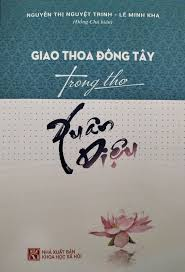 NGUYỄN THỊ NGUYỆT TRINH - LÊ MINH KHA
(Đồng Chủ biên)
GIAO THOA ĐÔNG TÂY
Trong thơ
Xuân
Diệu
NHÀ XUẤT BẢN
KHOA HỌC XÃ HỘI